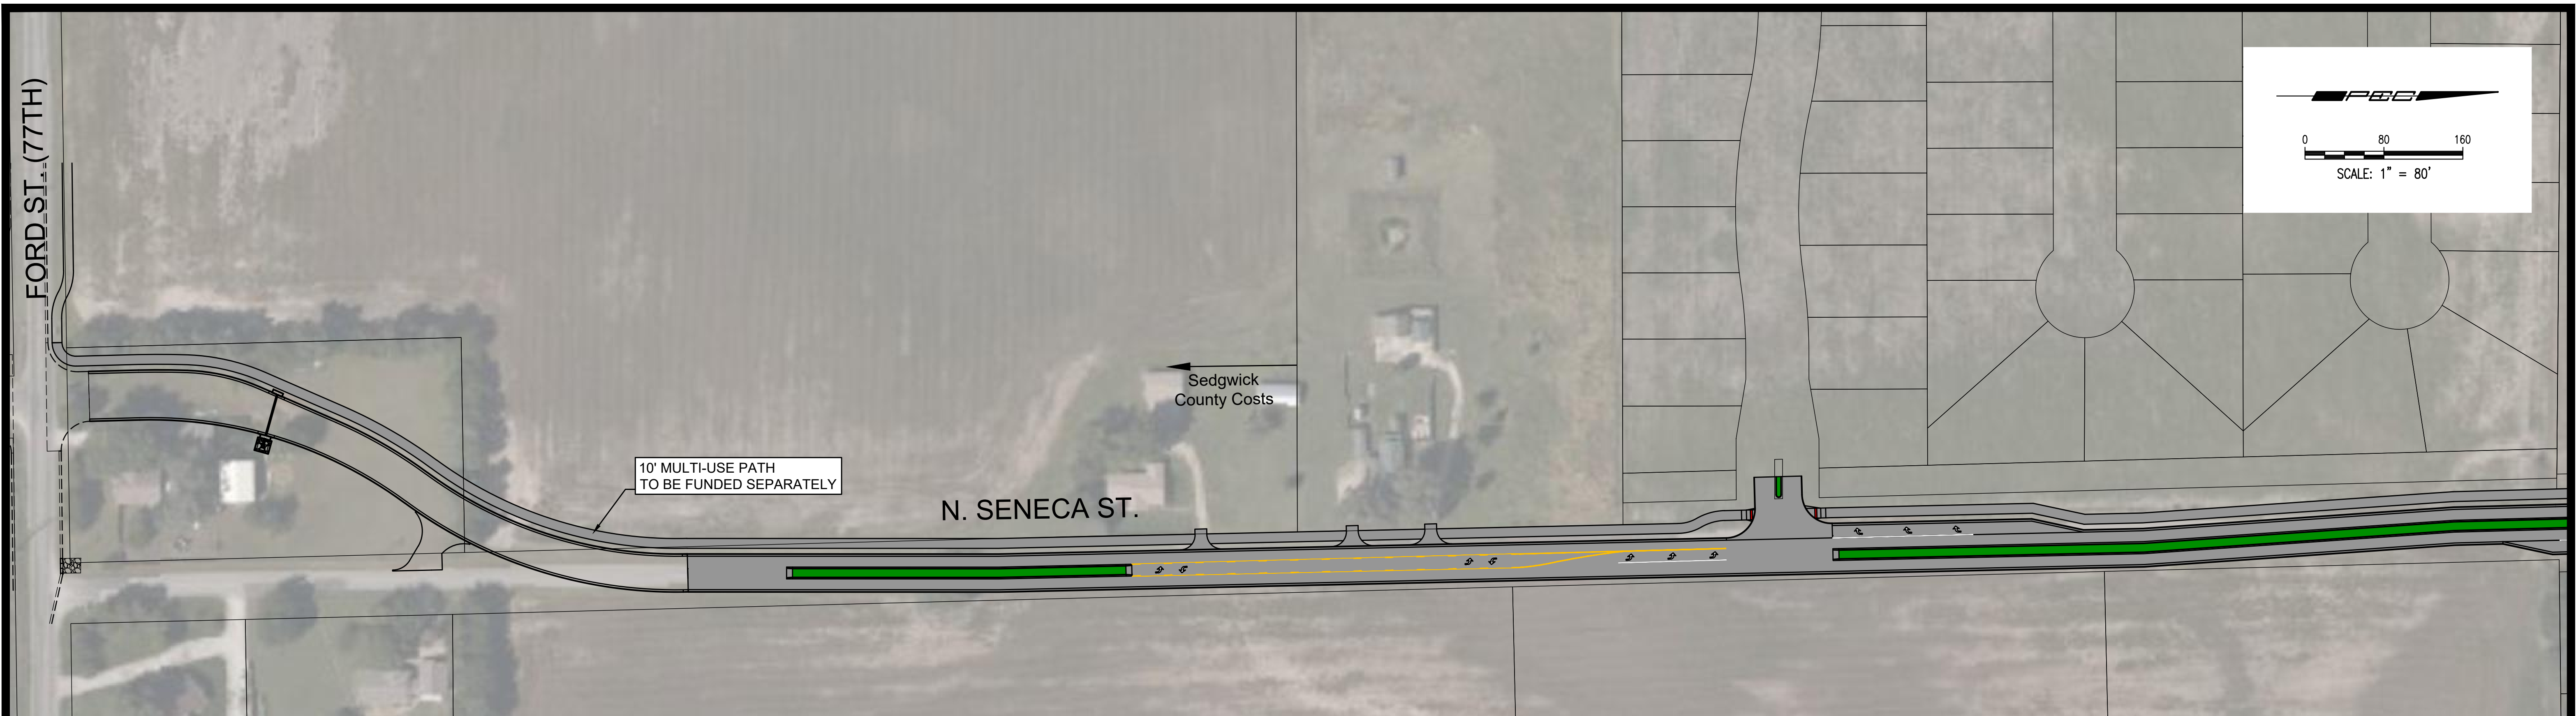 FORD ST. (77TH)
PEC
0 80 160
SCALE: 1" = 80'
Sedgwick
County Costs
10' MULTI-USE PATH
TO BE FUNDED SEPARATELY
N. SENECA ST.